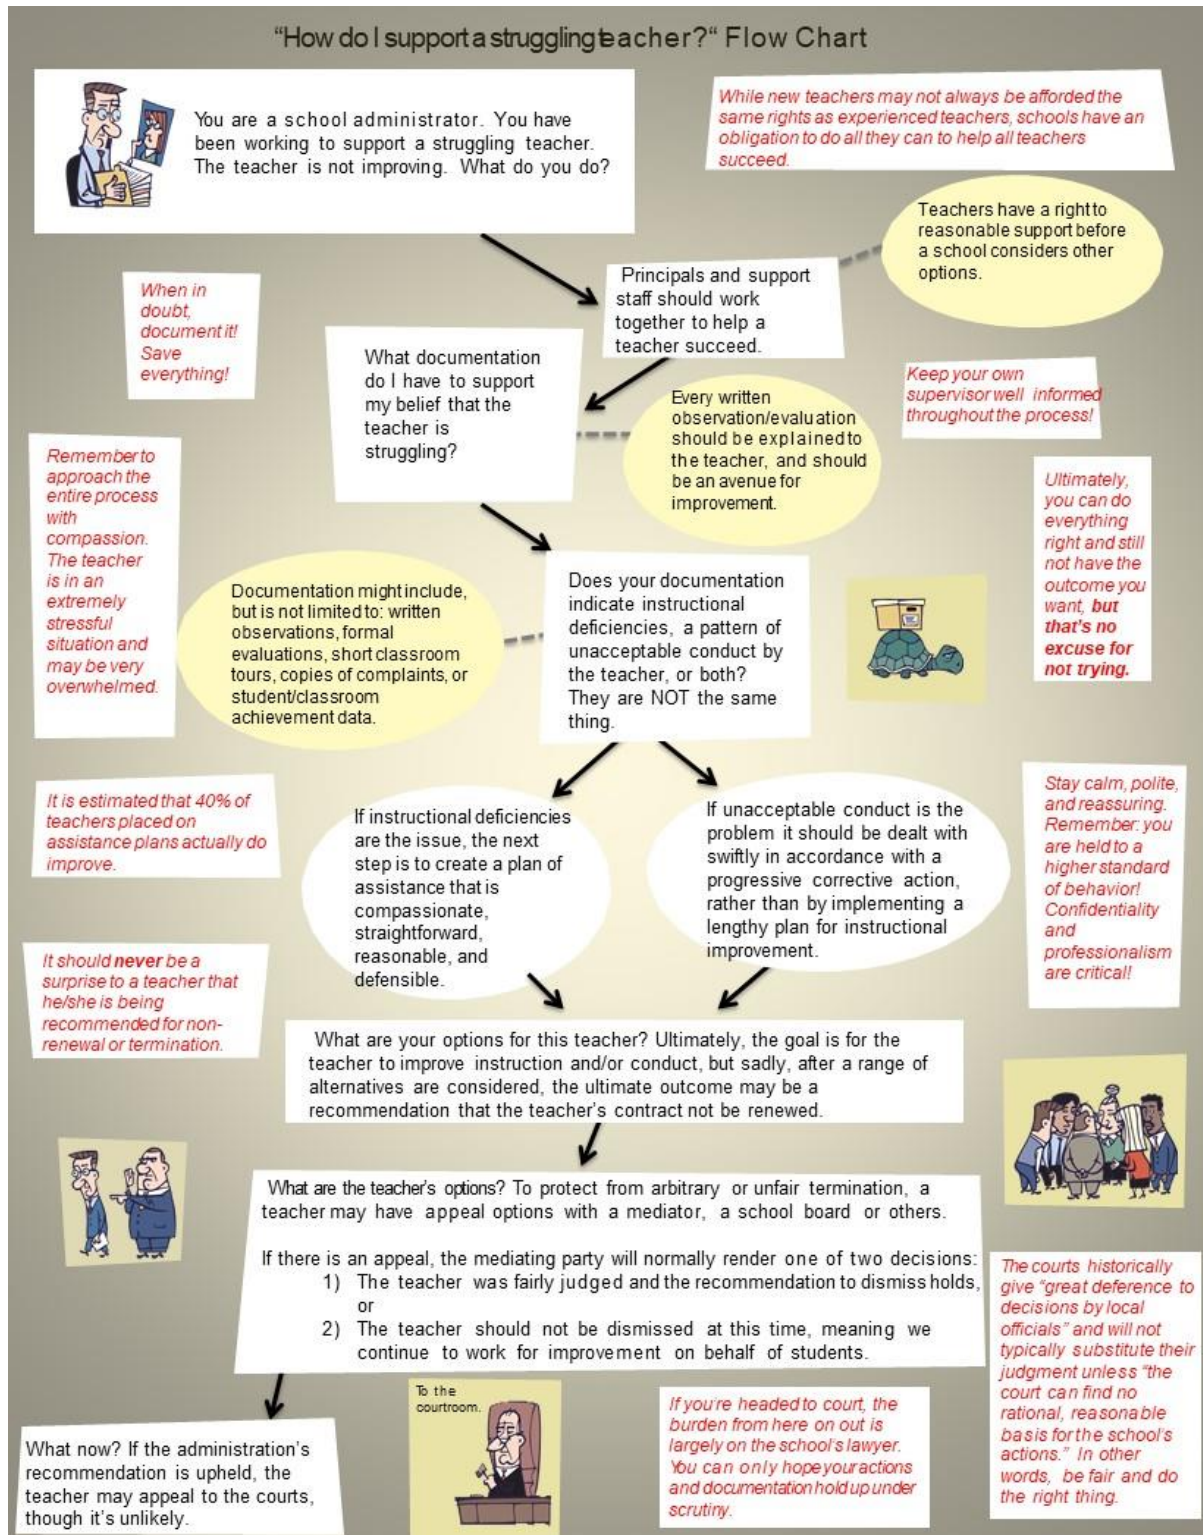 “How do I support a struggling teacher?“ Flow Chart
You are a school administrator. You have
been working to support a struggling teacher.
The teacher is not improving. What do you do?
While new teachers may not always be afforded the
same rights as experienced teachers, schools have an
obligation to do all they can to help all teachers
succeed.
Teachers have a right to
reasonable support before
a school considers other
options.
Principals and support
staff should work
together to help a
teacher succeed.
When in
doubt,
document it!
Save
everything!
What documentation
do I have to support
my belief that the
teacher is
struggling?
Keep your own
supervisor well informed
throughout the process!
Every written
observation/evaluation
should be explained to
the teacher, and should
be an avenue for
improvement.
Remember to
approach the
entire process
with
compassion.
The teacher
is in an
extremely
stressful
situation and
may be very
overwhelmed.
Ultimately,
you can do
everything
right and still
not have the
outcome you
want, but
that’s no
excuse for
not trying.
Documentation might include,
but is not limited to: written
observations, formal
evaluations, short classroom
tours, copies of complaints, or
student/classroom
achievement data.
Does your documentation
indicate instructional
deficiencies, a pattern of
unacceptable conduct by
the teacher, or both?
They are NOT the same
thing.
It is estimated that 40% of
teachers placed on
assistance plans actually do
improve.
If instructional deficiencies
are the issue, the next
step is to create a plan of
assistance that is
compassionate,
straightforward,
reasonable, and
defensible.
If unacceptable conduct is the
problem it should be dealt with
swiftly in accordance with a
progressive corrective action,
rather than by implementing a
lengthy plan for instructional
improvement.
Stay calm, polite,
and reassuring.
Remember: you
are held to a
higher standard
of behavior!
Confidentiality
and
professionalism
are critical!
It should never be a
surprise to a teacher that
he/she is being
recommended for non-
renewal or termination.
What are your options for this teacher? Ultimately, the goal is for the
teacher to improve instruction and/or conduct, but sadly, after a range of
alternatives are considered, the ultimate outcome may be a
recommendation that the teacher’s contract not be renewed.
What are the teacher’s options? To protect from arbitrary or unfair termination, a
teacher may have appeal options with a mediator, a school board or others.
If there is an appeal, the mediating party will normally render one of two decisions:
1) The teacher was fairly judged and the recommendation to dismiss holds,
or
2) The teacher should not be dismissed at this time, meaning we
continue to work for improvement on behalf of students.
The courts historically
give “great deference to
decisions by local
officials” and will not
typically substitute their
judgment unless “the
court can find no
rational, reasonable
basis for the school’s
actions.” In other
words, be fair and do
the right thing.
What now? If the administration’s
recommendation is upheld, the
teacher may appeal to the courts,
though it’s unlikely.
To the
courtroom.
If you’re headed to court, the
burden from here on out is
largely on the school’s lawyer.
You can only hope your actions
and documentation hold up under
scrutiny.